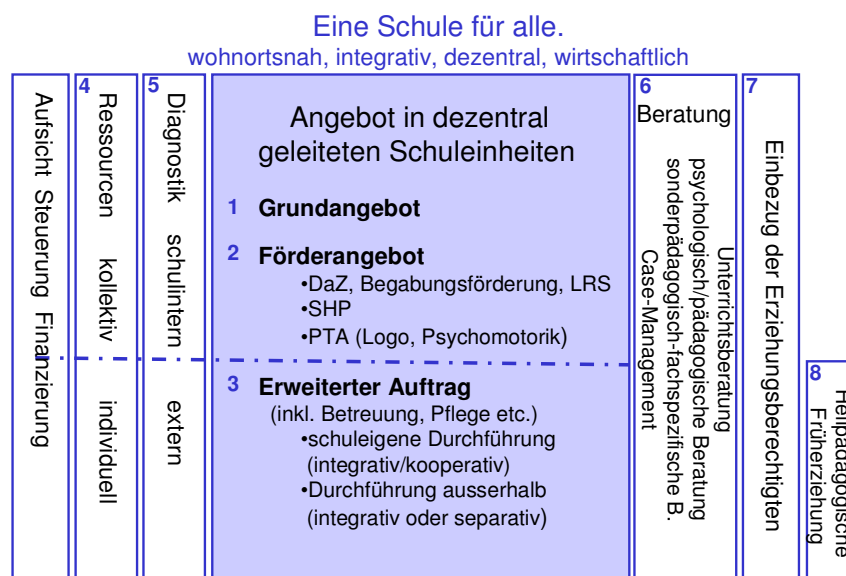 Eine Schule für alle.
wohnortsnah, integrativ, dezentral, wirtschaftlich
Aufsicht Steuerung Finanzierung
4
Ressourcen kollektiv individuell
5
Diagnostik schulintern extern
Angebot in dezentral
geleiteten Schuleinheiten
1 Grundangebot
2 Förderangebot
•DaZ, Begabungsförderung, LRS
•SHP
•PTA (Logo, Psychomotorik)
3 Erweiterter Auftrag
(inkl. Betreuung, Pflege etc.)
•schuleigene Durchführung
(integrativ/kooperativ)
•Durchführung ausserhalb
(integrativ oder separativ)
6
Beratung
Unterrichtsberatung
psychologisch/pädagogische Beratung
sonderpädagogisch-fachspezifische B.
Case-Management
7
Einbezug der Erziehungsberechtigten
8
Heilpädagogische
Früherziehung